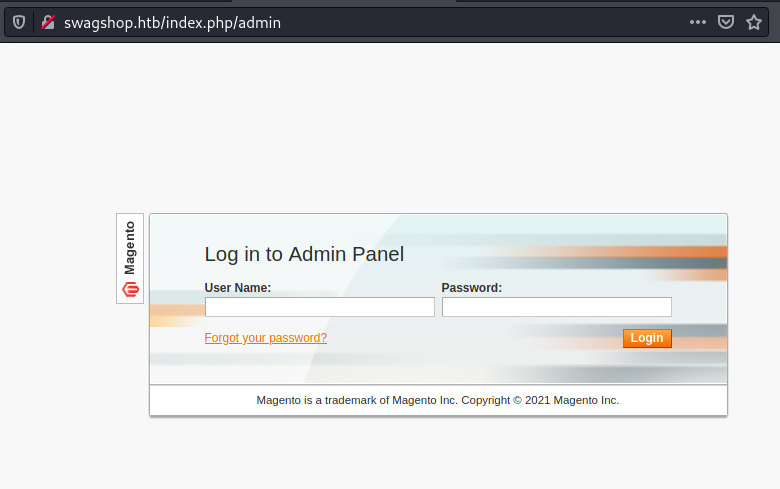 swagshop.htb/index.php/admin
Magento
Log in to Admin Panel
User Name: Password:
Forgot your password? Login
Magento is a trademark of Magento Inc. Copyright © 2021 Magento Inc.